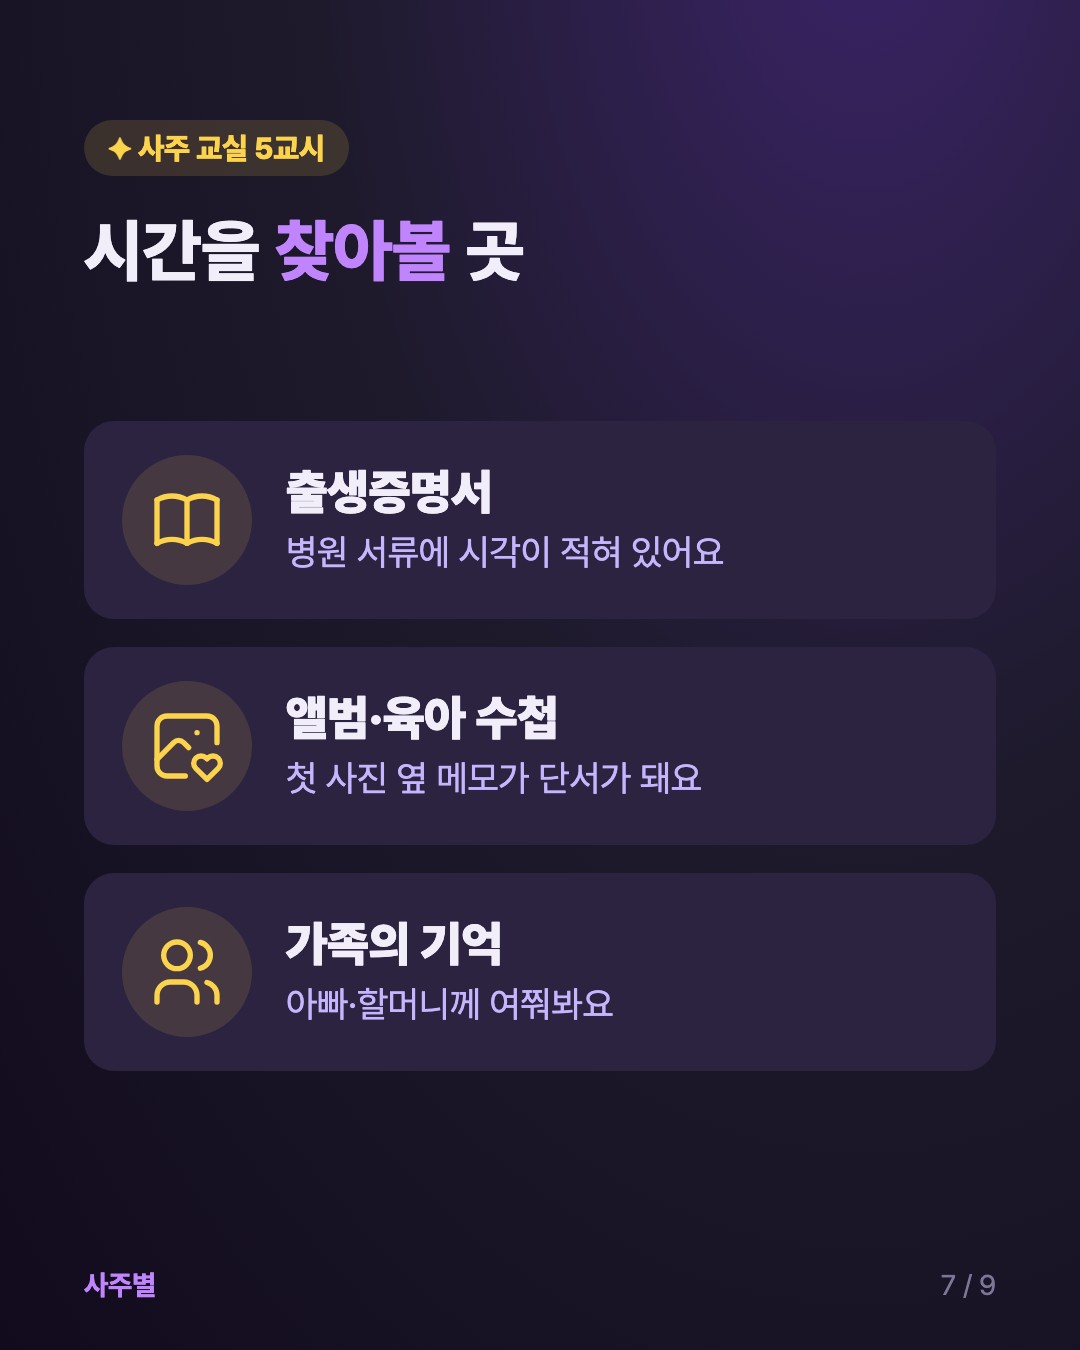 ✦ 사주 교실 5교시
시간을 찾아볼 곳
출생증명서
병원 서류에 시각이 적혀 있어요
앨범·육아 수첩
첫 사진 옆 메모가 단서가 돼요
가족의 기억
아빠·할머니께 여쭤봐요
사주별
7 / 9